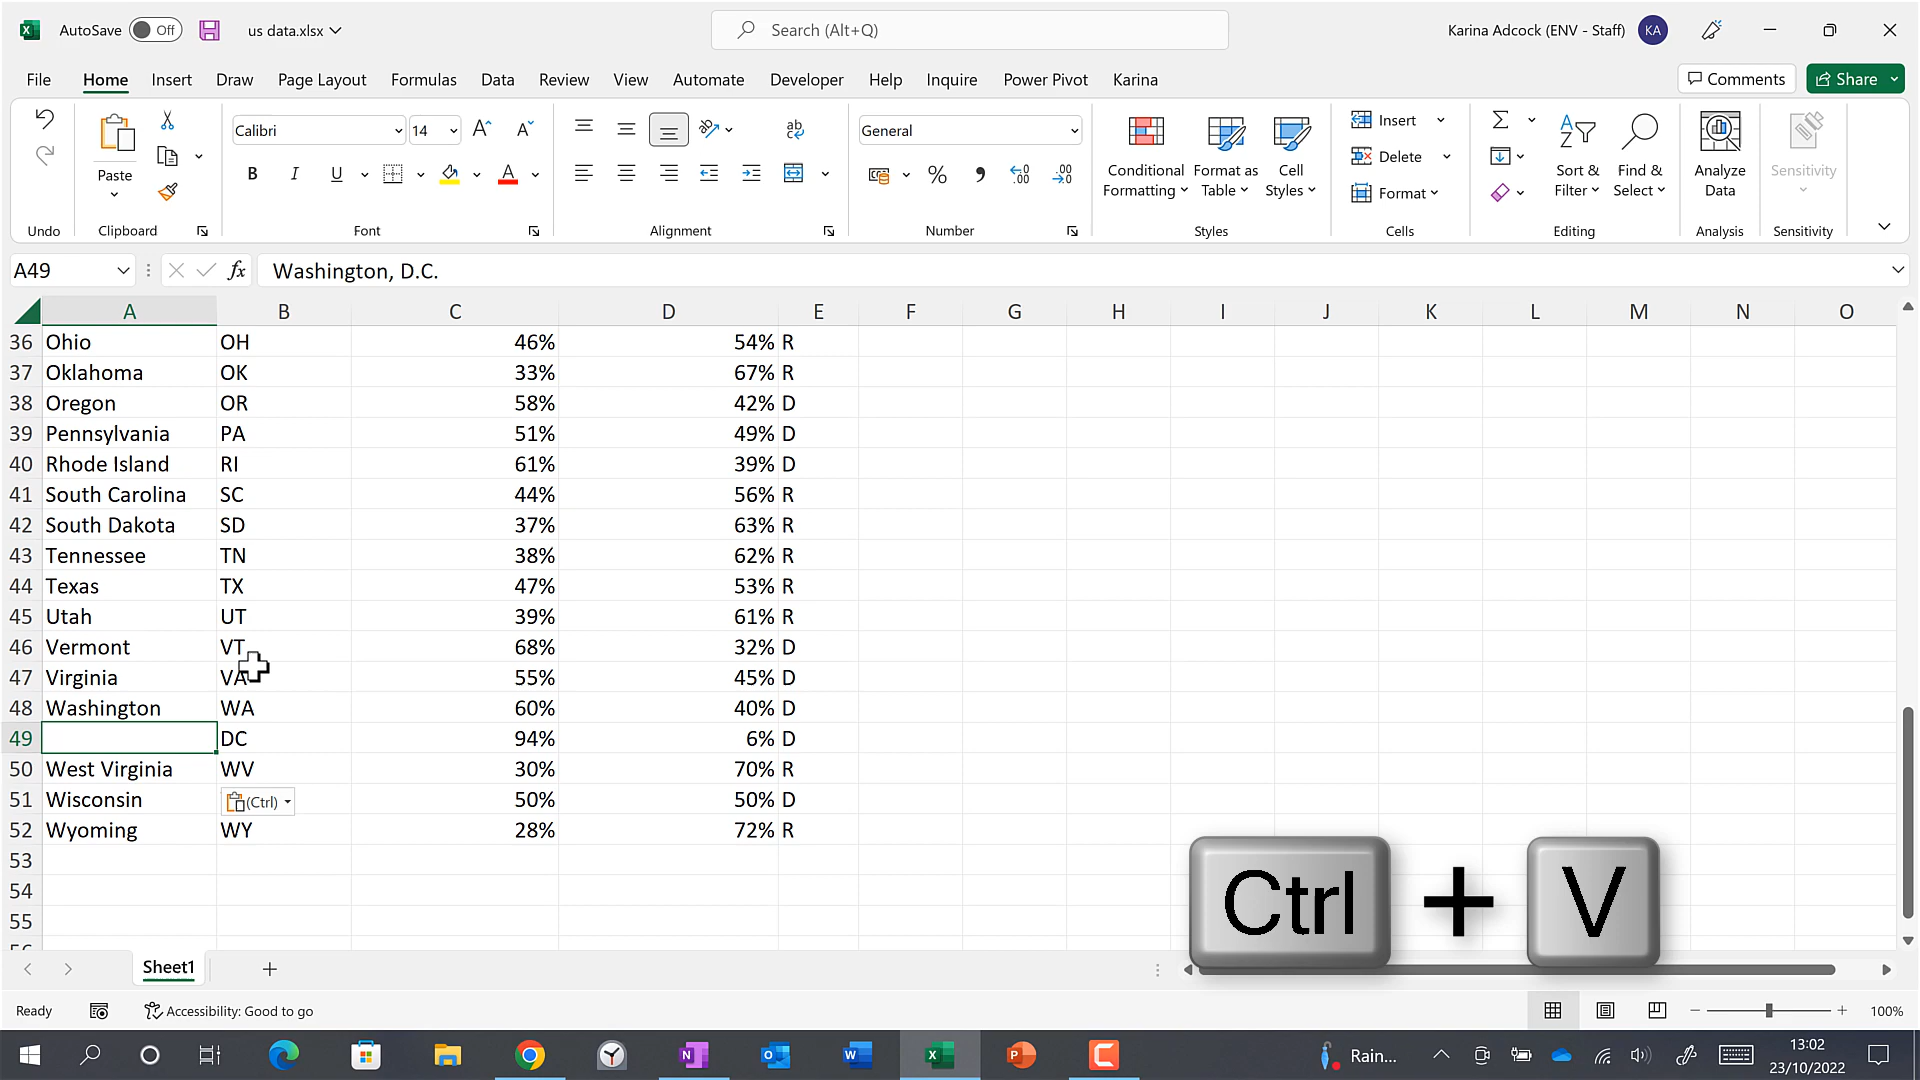 AutoSave Off us data.xlsx Search (Alt+Q) Karina Adcock (ENV - Staff) KA
File Home Insert Draw Page Layout Formulas Data Review View Automate Developer Help Inquire Power Pivot Karina Comments Share
Paste
Calibri 14
B I U A
ab
General
% , .00
Conditional Formatting
Format as Table
Cell Styles
Insert
Delete
Format
Sort & Filter
Find & Select
Analyze Data
Sensitivity
Undo Clipboard Font Alignment Number Styles Cells Editing Analysis Sensitivity
A49 fx Washington, D.C.
A B C D E F G H I J K L M N O
36 Ohio OH 46% 54% R
37 Oklahoma OK 33% 67% R
38 Oregon OR 58% 42% D
39 Pennsylvania PA 51% 49% D
40 Rhode Island RI 61% 39% D
41 South Carolina SC 44% 56% R
42 South Dakota SD 37% 63% R
43 Tennessee TN 38% 62% R
44 Texas TX 47% 53% R
45 Utah UT 39% 61% R
46 Vermont VT 68% 32% D
47 Virginia VA 55% 45% D
48 Washington WA 60% 40% D
49 DC 94% 6% D
50 West Virginia WV 30% 70% R
51 Wisconsin (Ctrl) 50% 50% D
52 Wyoming WY 28% 72% R
53
54
55
Ctrl + V
Sheet1
Ready Accessibility: Good to go 100%
Rain... 13:02
23/10/2022